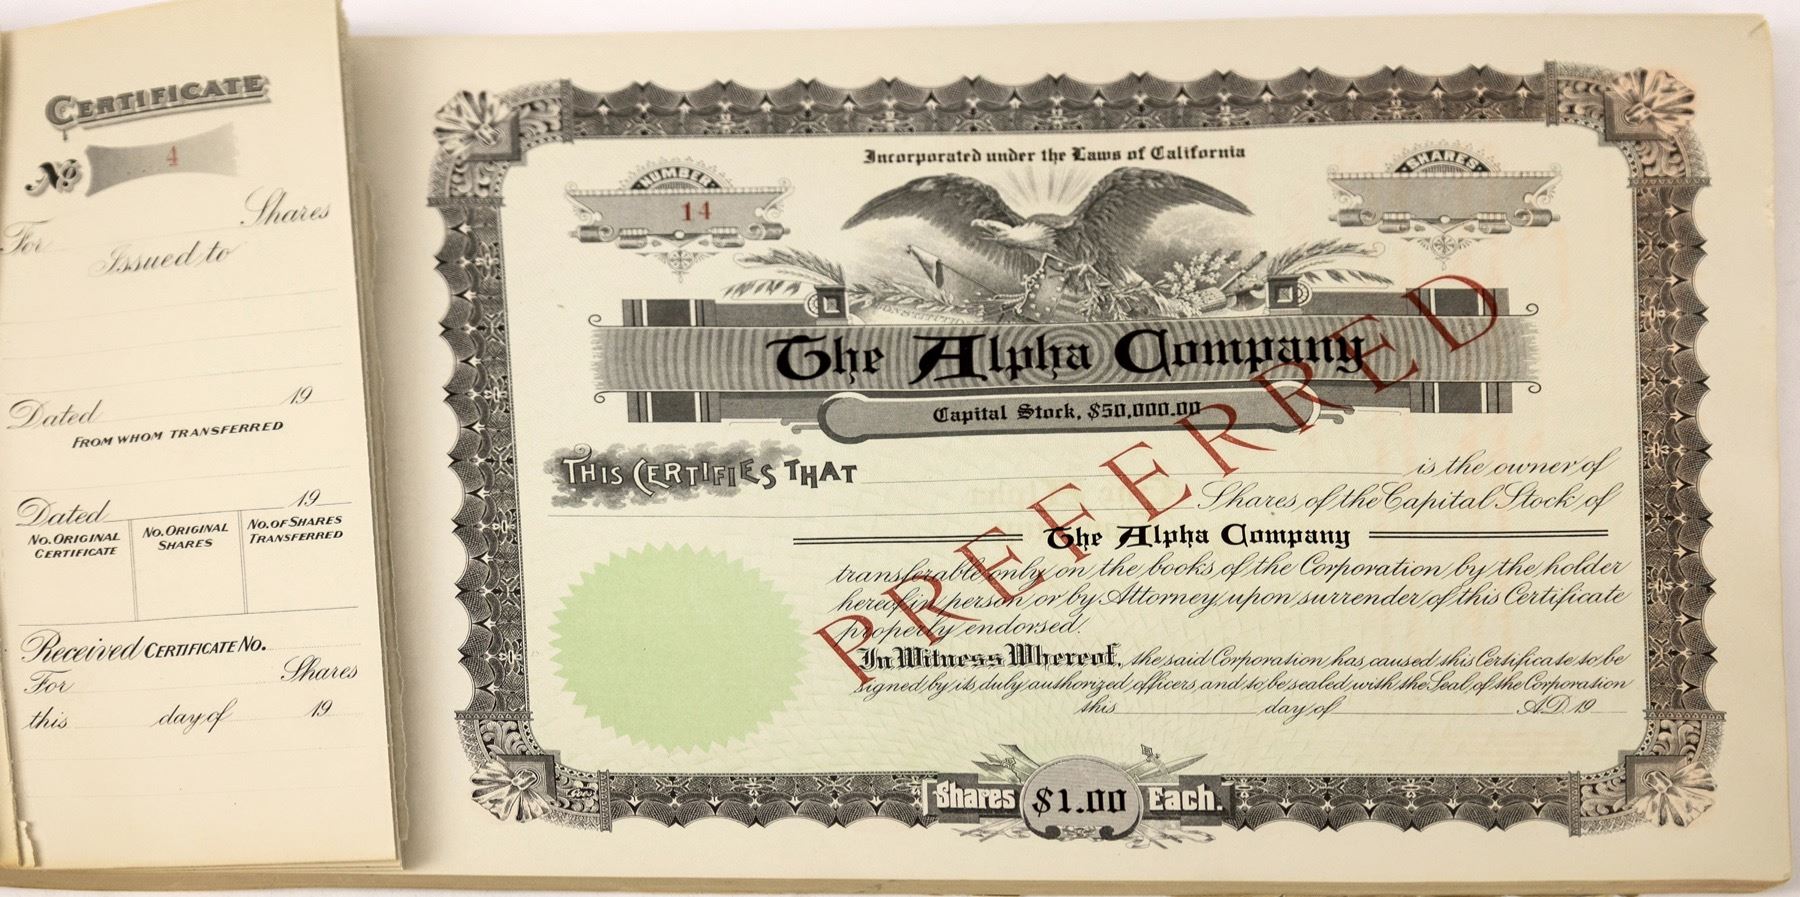 CERTIFICATE
No 4
For Shares
Issued to
Dated 19
FROM WHOM TRANSFERRED
Dated 19
No. ORIGINAL CERTIFICATE
No. ORIGINAL SHARES
No. OF SHARES TRANSFERRED
Received CERTIFICATE No.
For Shares
this day of 19
Incorporated under the Laws of California
NUMBER
14
SHARES
CONSTITUTION
The Alpha Company
Capital Stock, $50,000.00
PREFERRED
THIS CERTIFIES THAT is the owner of
Shares of the Capital Stock of
The Alpha Company
transferable only on the books of the Corporation by the holder
hereof in person or by Attorney, upon surrender of this Certificate
properly endorsed.
In Witness Whereof, the said Corporation has caused this Certificate to be
signed by its duly authorized officers and to be sealed with the Seal of the Corporation
this day of A.D. 19
Shares $1.00 Each.
Goes